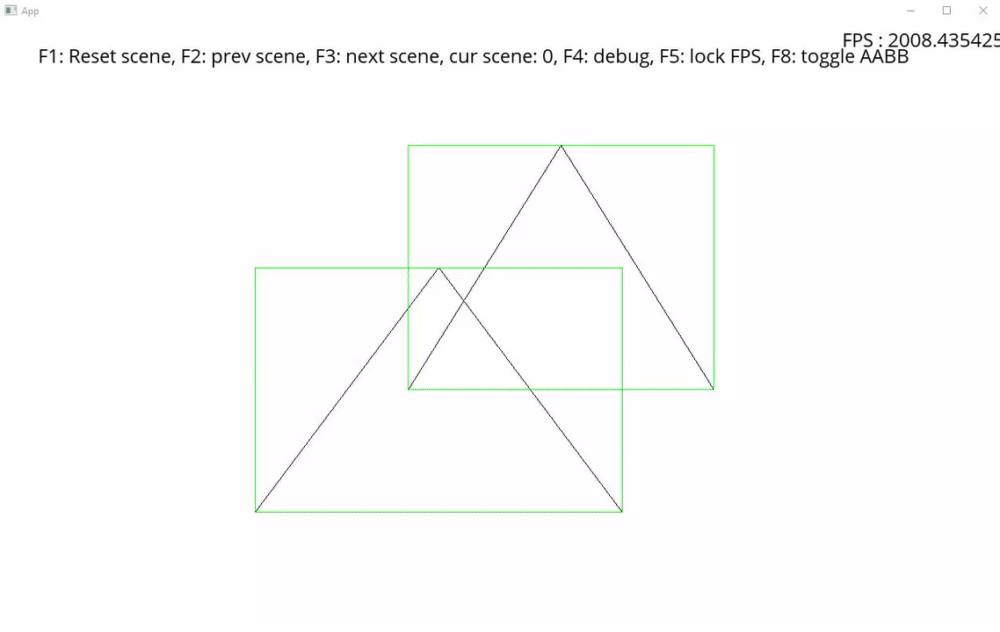 App
FPS : 2008.435425
F1: Reset scene, F2: prev scene, F3: next scene, cur scene: 0, F4: debug, F5: lock FPS, F8: toggle AABB